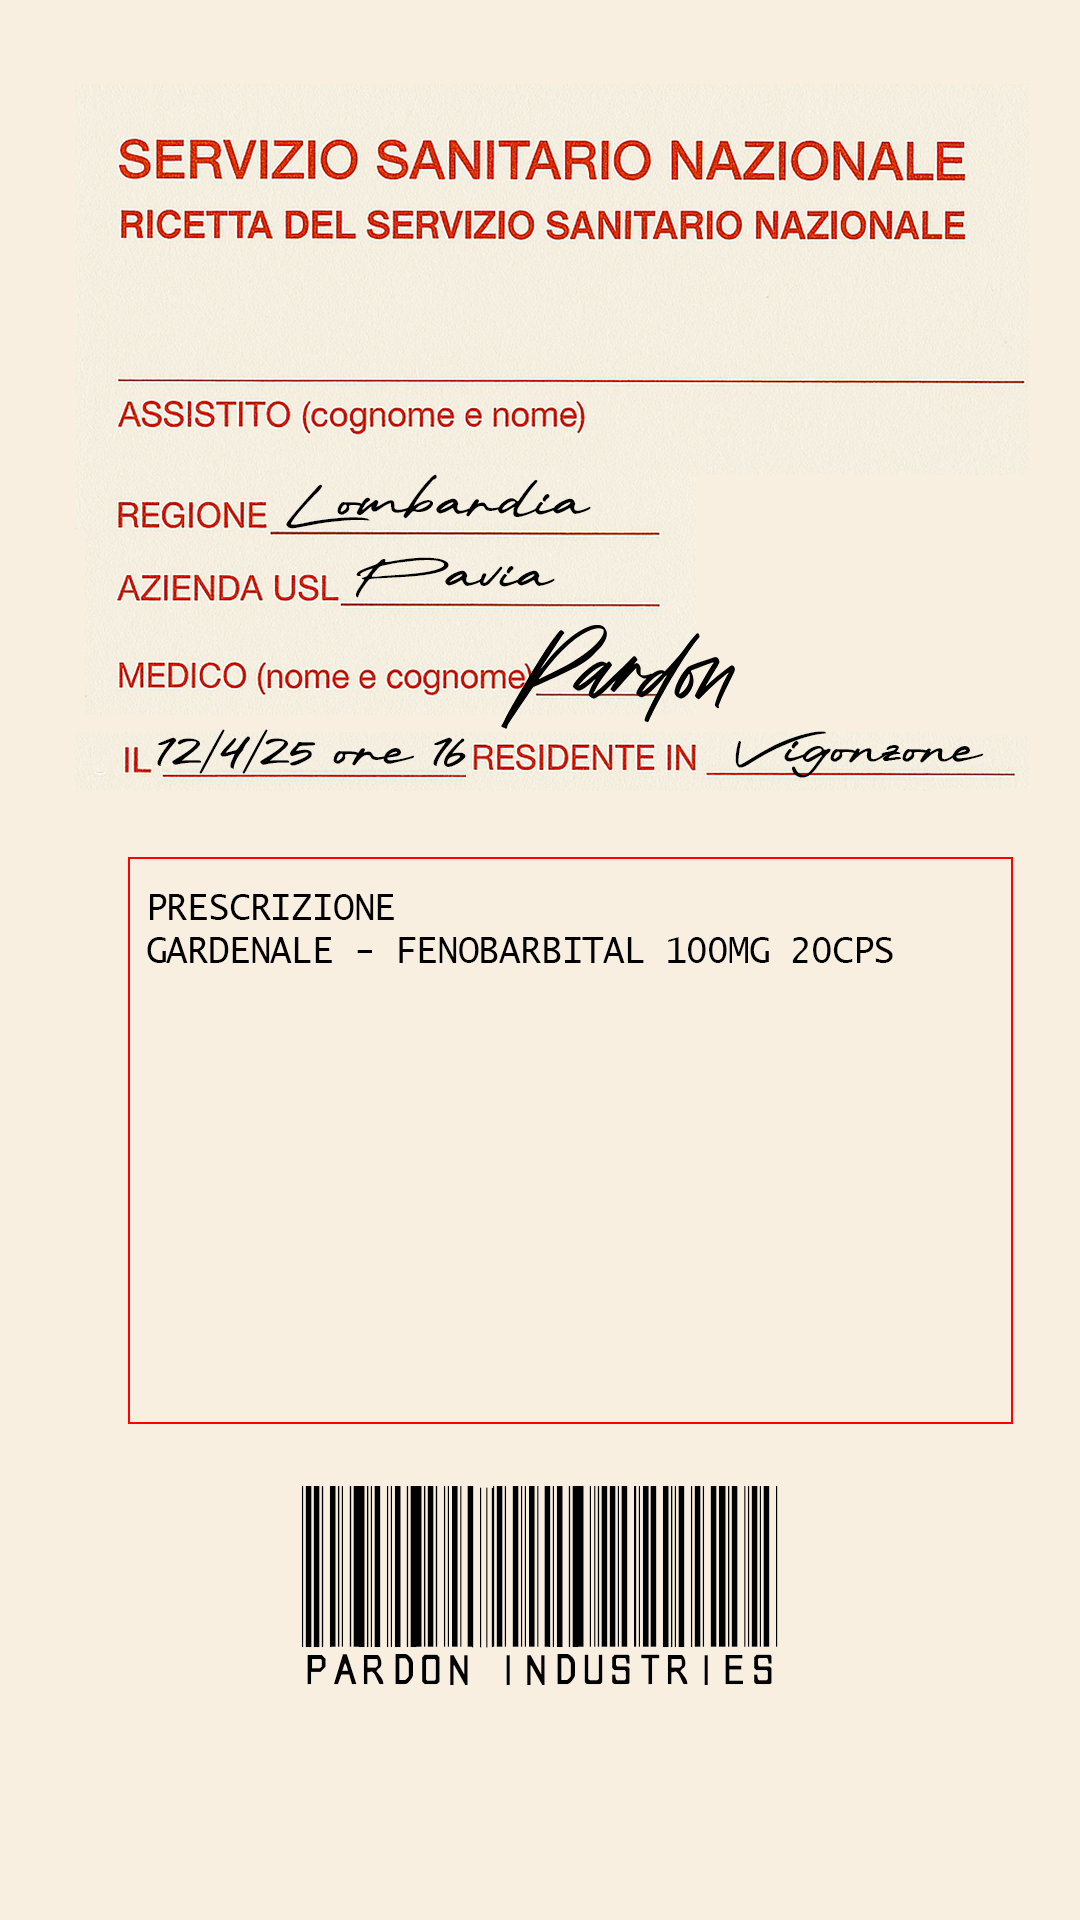 SERVIZIO SANITARIO NAZIONALE
RICETTA DEL SERVIZIO SANITARIO NAZIONALE
ASSISTITO (cognome e nome)
REGIONE Lombardia
AZIENDA USL Pavia
MEDICO (nome e cognome) Pardon
IL 12/4/25 ore 16 RESIDENTE IN Vigonzone
PRESCRIZIONE
GARDENALE - FENOBARBITAL 100MG 20CPS
PARDON INDUSTRIES